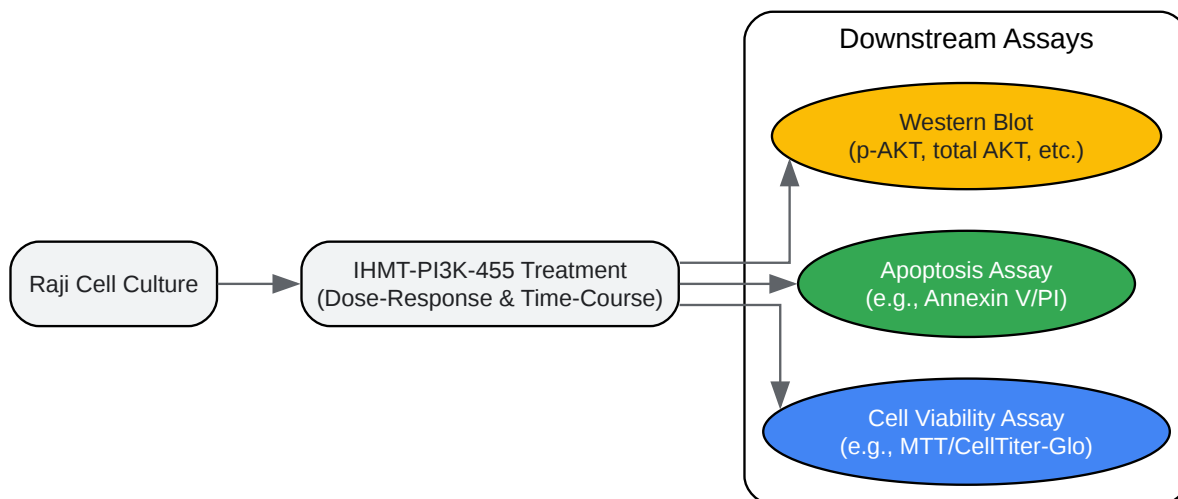 Downstream Assays
Western Blot
(p-AKT, total AKT, etc.)
Raji Cell Culture
IHMT-PI3K-455 Treatment
(Dose-Response & Time-Course)
Apoptosis Assay
(e.g., Annexin V/PI)
Cell Viability Assay
(e.g., MTT/CellTiter-Glo)